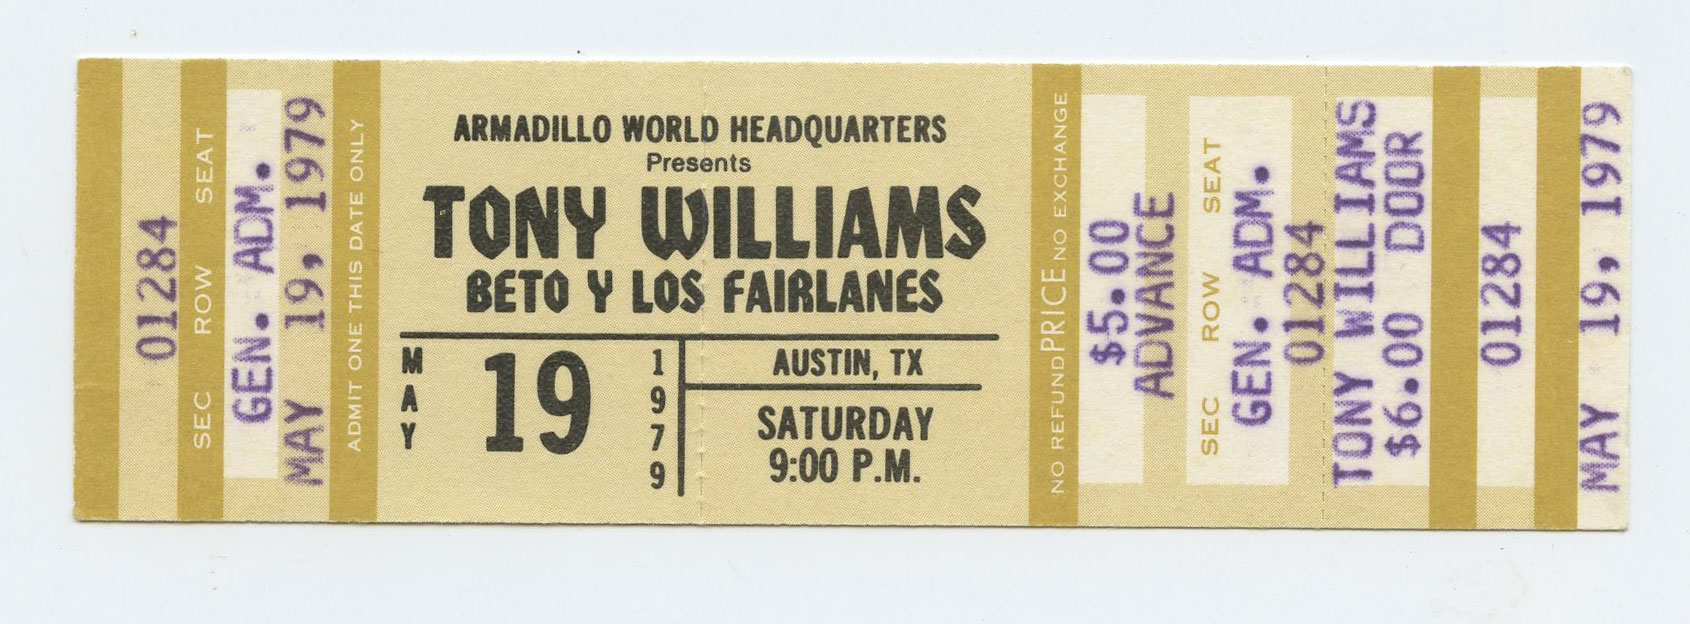 01284
SEC ROW SEAT
GEN. ADM.
MAY 19, 1979
ADMIT ONE THIS DATE ONLY
ARMADILLO WORLD HEADQUARTERS
Presents
TONY WILLIAMS
BETO Y LOS FAIRLANES
MAY
19
1979
AUSTIN, TX
SATURDAY
9:00 P.M.
NO REFUND PRICE NO EXCHANGE
$5.00
ADVANCE
SEC ROW SEAT
GEN. ADM.
01284
TONY WILLIAMS
$6.00 DOOR
01284
MAY 19, 1979